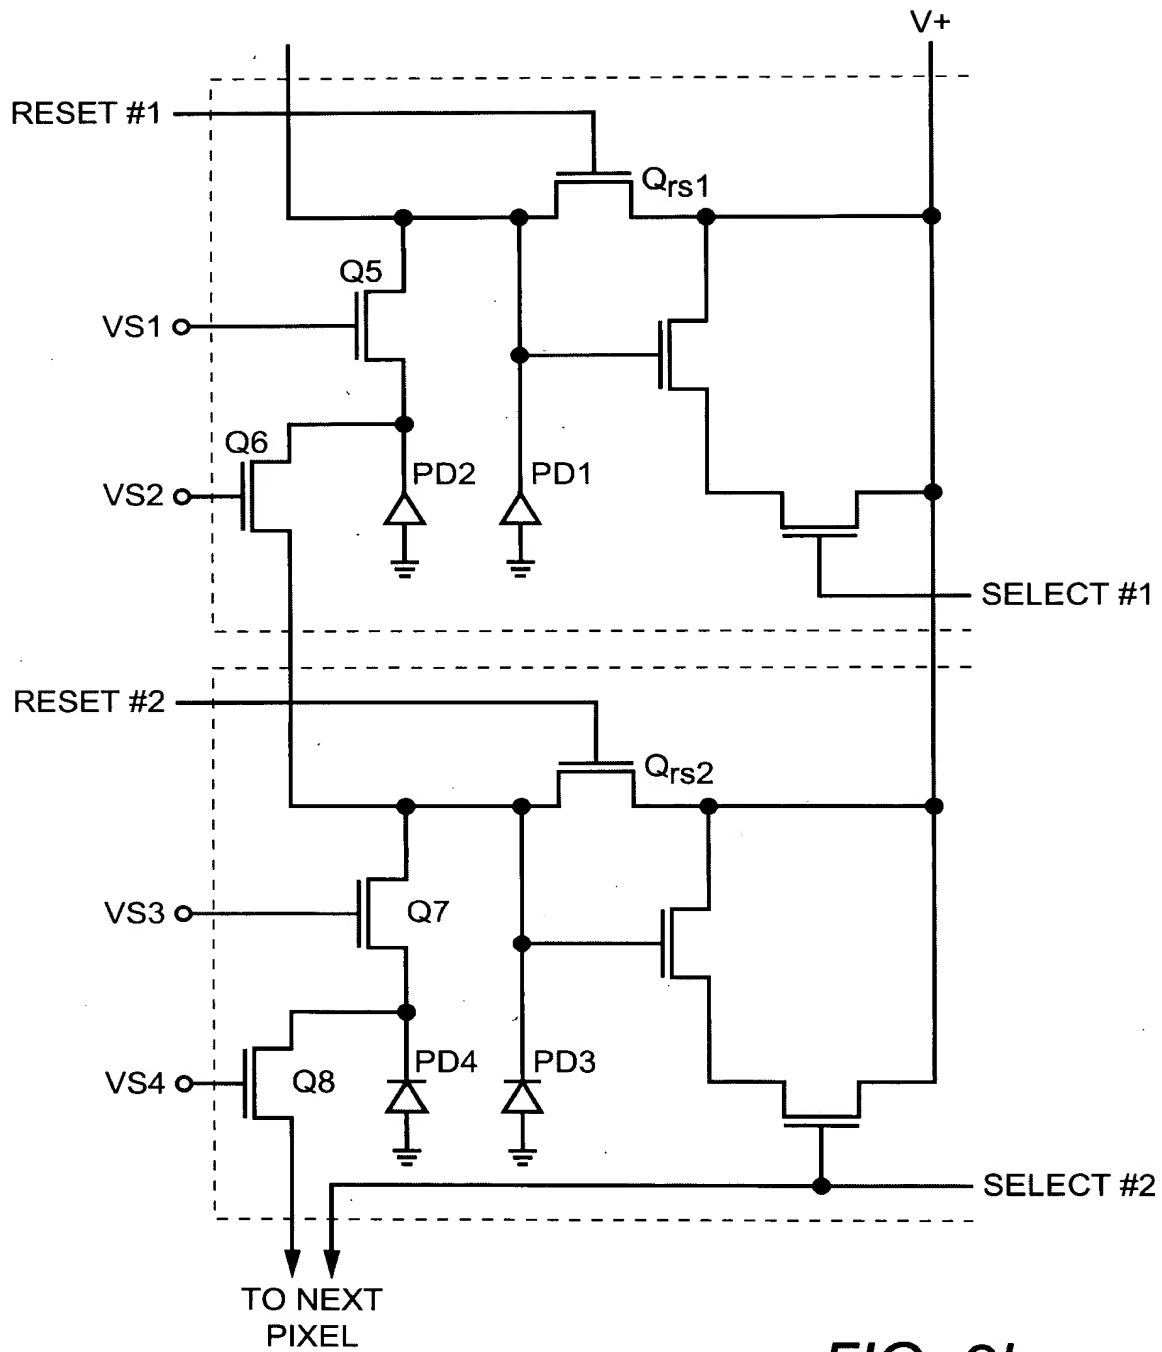 V+
RESET #1
Qrs1
Q5
VS1
Q6
PD2
PD1
VS2
SELECT #1
RESET #2
Qrs2
VS3
Q7
PD4
PD3
VS4
Q8
SELECT #2
TO NEXT
PIXEL